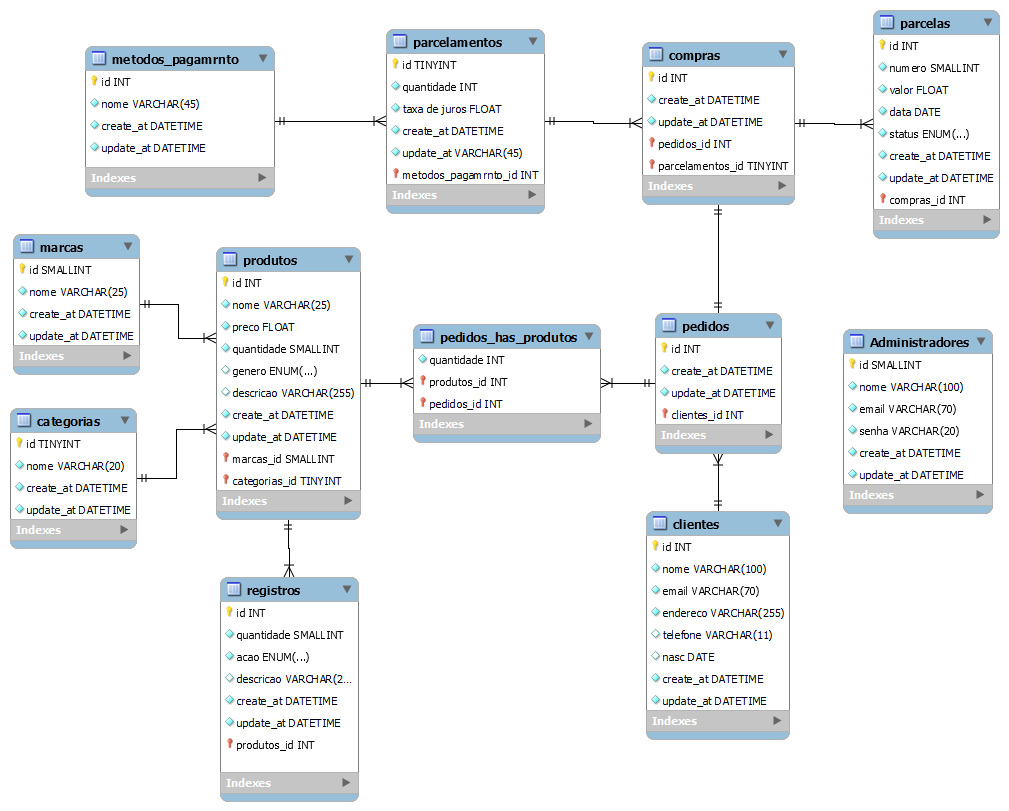 metodos_pagamrnto
id INT
nome VARCHAR(45)
create_at DATETIME
update_at DATETIME
Indexes
parcelamentos
id TINYINT
quantidade INT
taxa de juros FLOAT
create_at DATETIME
update_at VARCHAR(45)
metodos_pagamrnto_id INT
Indexes
compras
id INT
create_at DATETIME
update_at DATETIME
pedidos_id INT
parcelamentos_id TINYINT
Indexes
parcelas
id INT
numero SMALLINT
valor FLOAT
data DATE
status ENUM(...)
create_at DATETIME
update_at DATETIME
compras_id INT
Indexes
marcas
id SMALLINT
nome VARCHAR(25)
create_at DATETIME
update_at DATETIME
Indexes
produtos
id INT
nome VARCHAR(25)
preco FLOAT
quantidade SMALLINT
genero ENUM(...)
descricao VARCHAR(255)
create_at DATETIME
update_at DATETIME
marcas_id SMALLINT
categorias_id TINYINT
Indexes
pedidos_has_produtos
quantidade INT
produtos_id INT
pedidos_id INT
Indexes
pedidos
id INT
create_at DATETIME
update_at DATETIME
clientes_id INT
Indexes
Administradores
id SMALLINT
nome VARCHAR(100)
email VARCHAR(70)
senha VARCHAR(20)
create_at DATETIME
update_at DATETIME
Indexes
categorias
id TINYINT
nome VARCHAR(20)
create_at DATETIME
update_at DATETIME
Indexes
clientes
id INT
nome VARCHAR(100)
email VARCHAR(70)
endereco VARCHAR(255)
telefone VARCHAR(11)
nasc DATE
create_at DATETIME
update_at DATETIME
Indexes
registros
id INT
quantidade SMALLINT
acao ENUM(...)
descricao VARCHAR(2...
create_at DATETIME
update_at DATETIME
produtos_id INT
Indexes